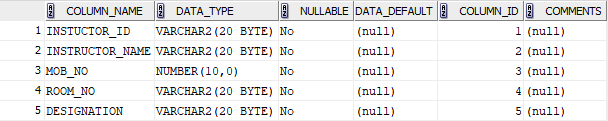 COLUMN_NAME DATA_TYPE NULLABLE DATA_DEFAULT COLUMN_ID COMMENTS
1 INSTUCTOR_ID VARCHAR2(20 BYTE) No (null) 1 (null)
2 INSTRUCTOR_NAME VARCHAR2(20 BYTE) No (null) 2 (null)
3 MOB_NO NUMBER(10,0) No (null) 3 (null)
4 ROOM_NO VARCHAR2(20 BYTE) No (null) 4 (null)
5 DESIGNATION VARCHAR2(20 BYTE) No (null) 5 (null)